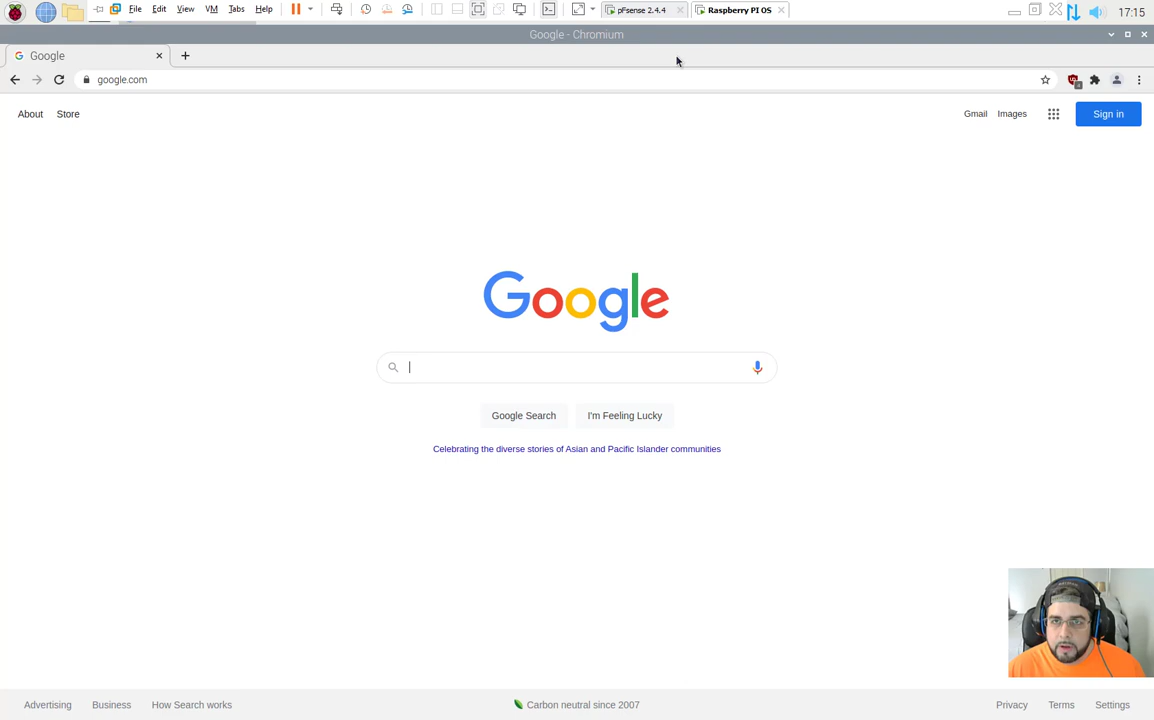 File Edit View VM Tabs Help pFsense 2.4.4 Raspberry PI OS 17:15
Google - Chromium
Google
google.com
About Store Gmail Images Sign in
Google
Google Search I'm Feeling Lucky
Celebrating the diverse stories of Asian and Pacific Islander communities
Advertising Business How Search works Carbon neutral since 2007 Privacy Terms Settings